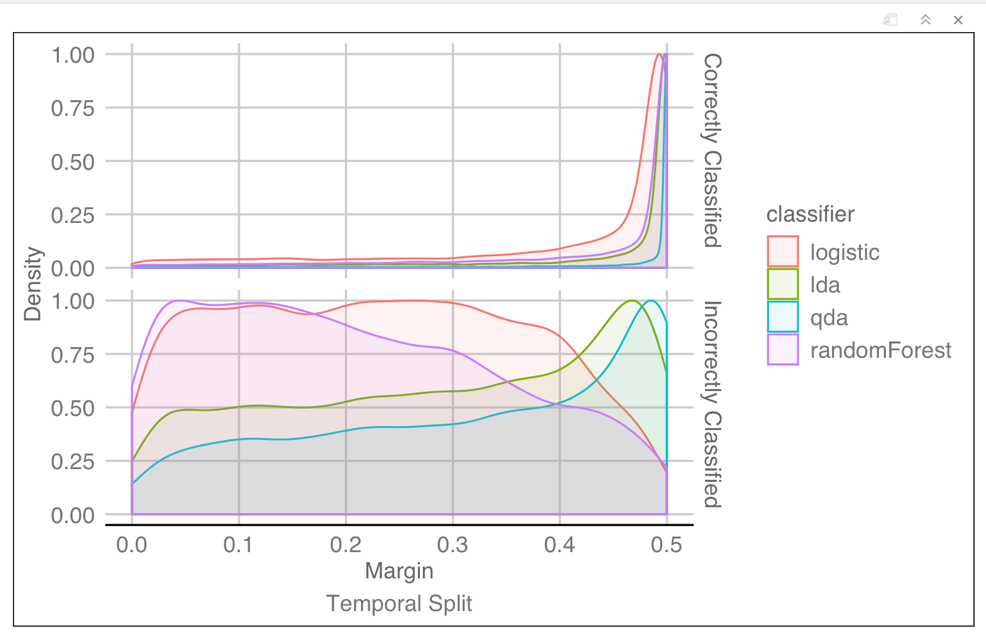 1.00
0.75
0.50
0.25
0.00
Correctly Classified
1.00
0.75
0.50
0.25
0.00
Incorrectly Classified
Density
0.0 0.1 0.2 0.3 0.4 0.5
Margin
Temporal Split
classifier
logistic
lda
qda
randomForest